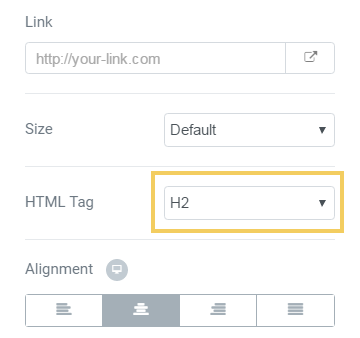 Link
http://your-link.com
Size
Default
HTML Tag
H2
Alignment